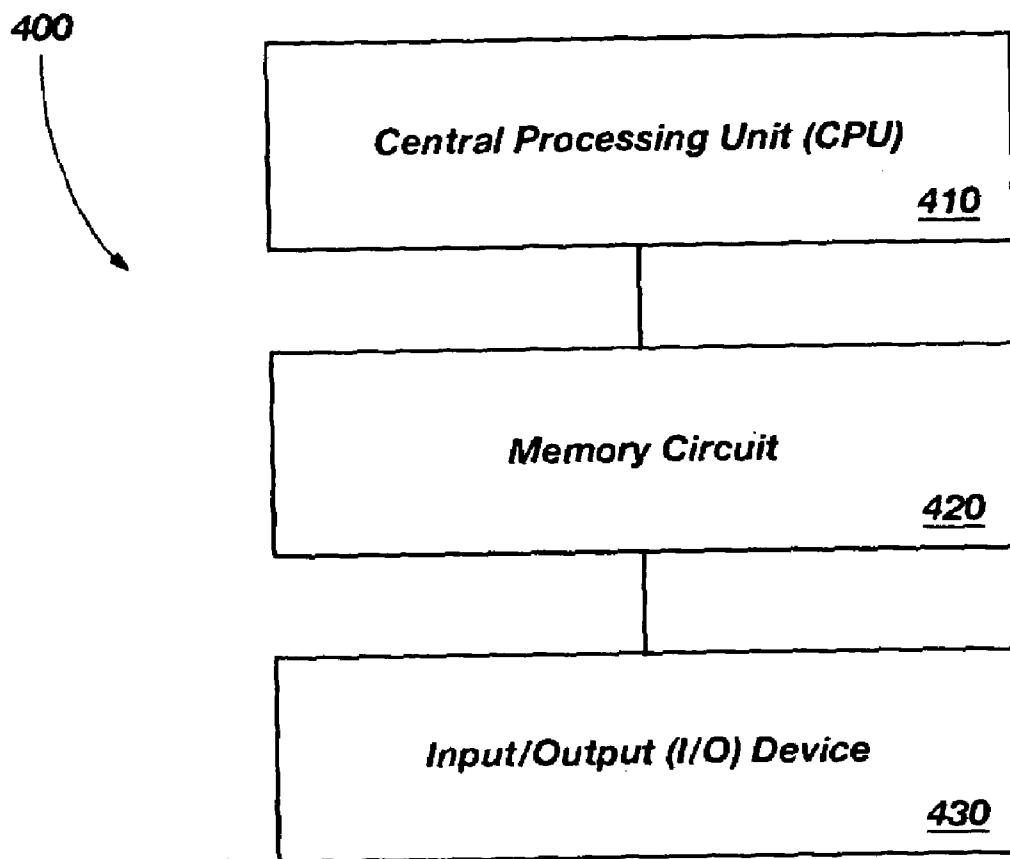 400
Central Processing Unit (CPU)
410
Memory Circuit
420
Input/Output (I/O) Device
430